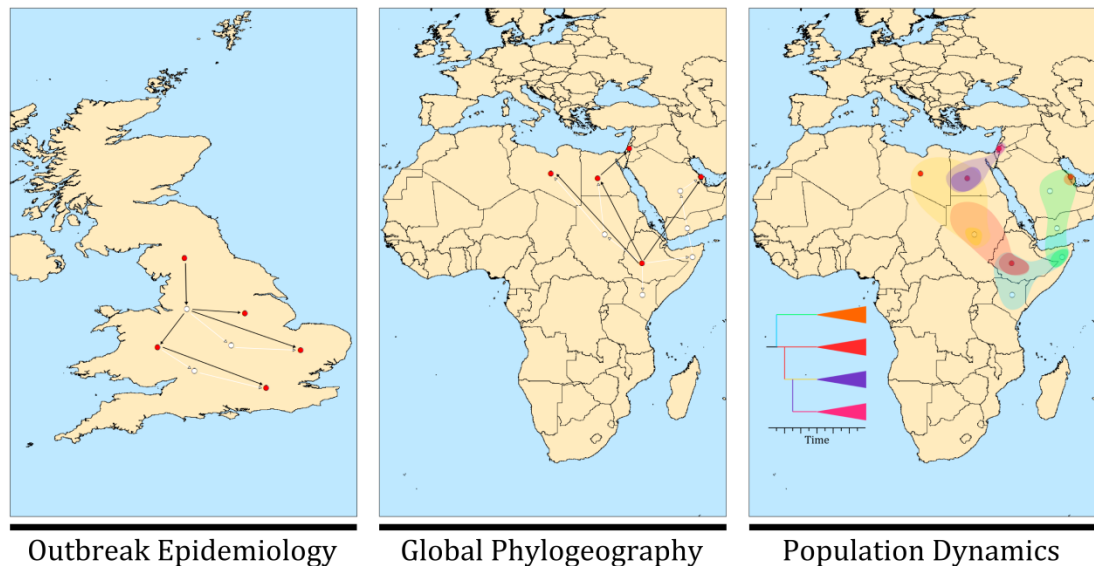 Time
Outbreak Epidemiology
Global Phylogeography
Population Dynamics